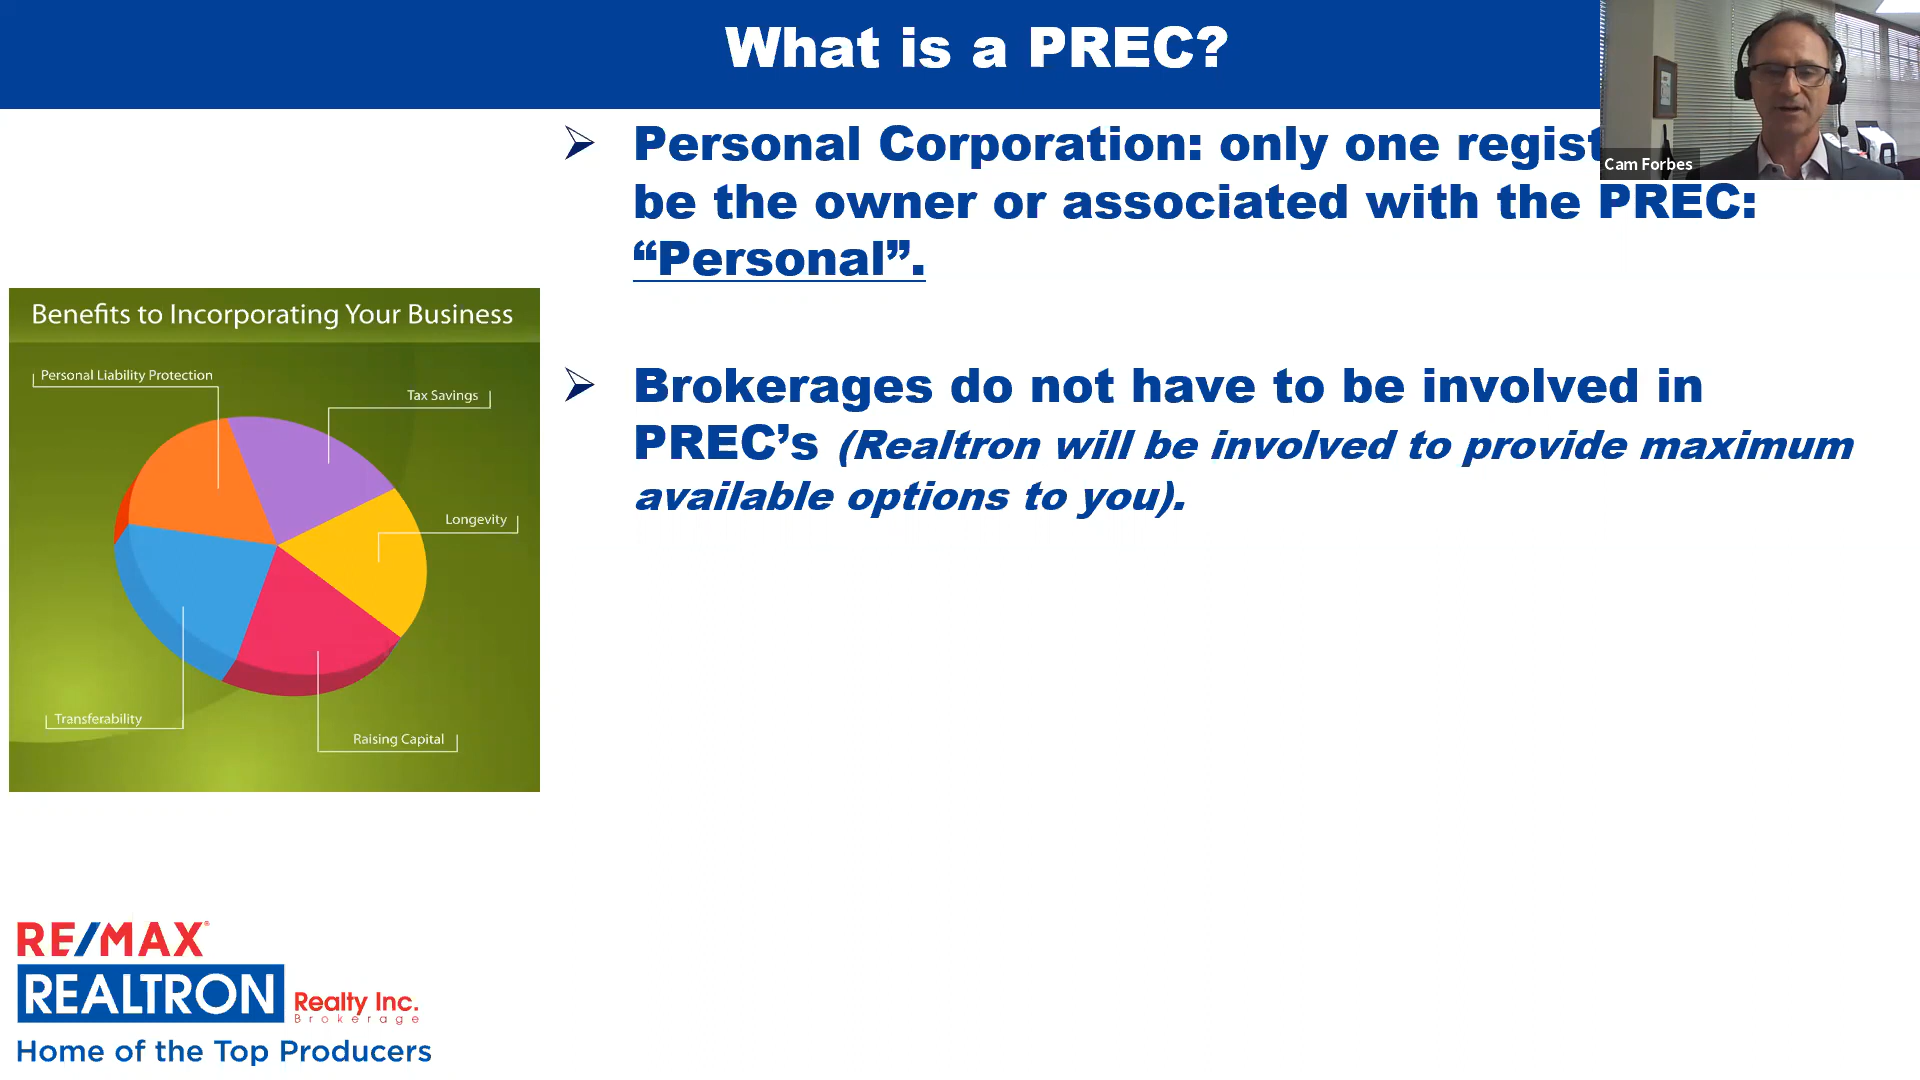 What is a PREC?
Cam Forbes
➢ Personal Corporation: only one
be the owner or associated with the PREC:
“Personal”.
➢ Brokerages do not have to be involved in
PREC’s (Realtron will be involved to provide maximum
available options to you).
Benefits to Incorporating Your Business
Personal Liability Protection
Tax Savings
Longevity
Transferability
Raising Capital
RE/MAX®
REALTRON Realty Inc.
Brokerage
Home of the Top Producers